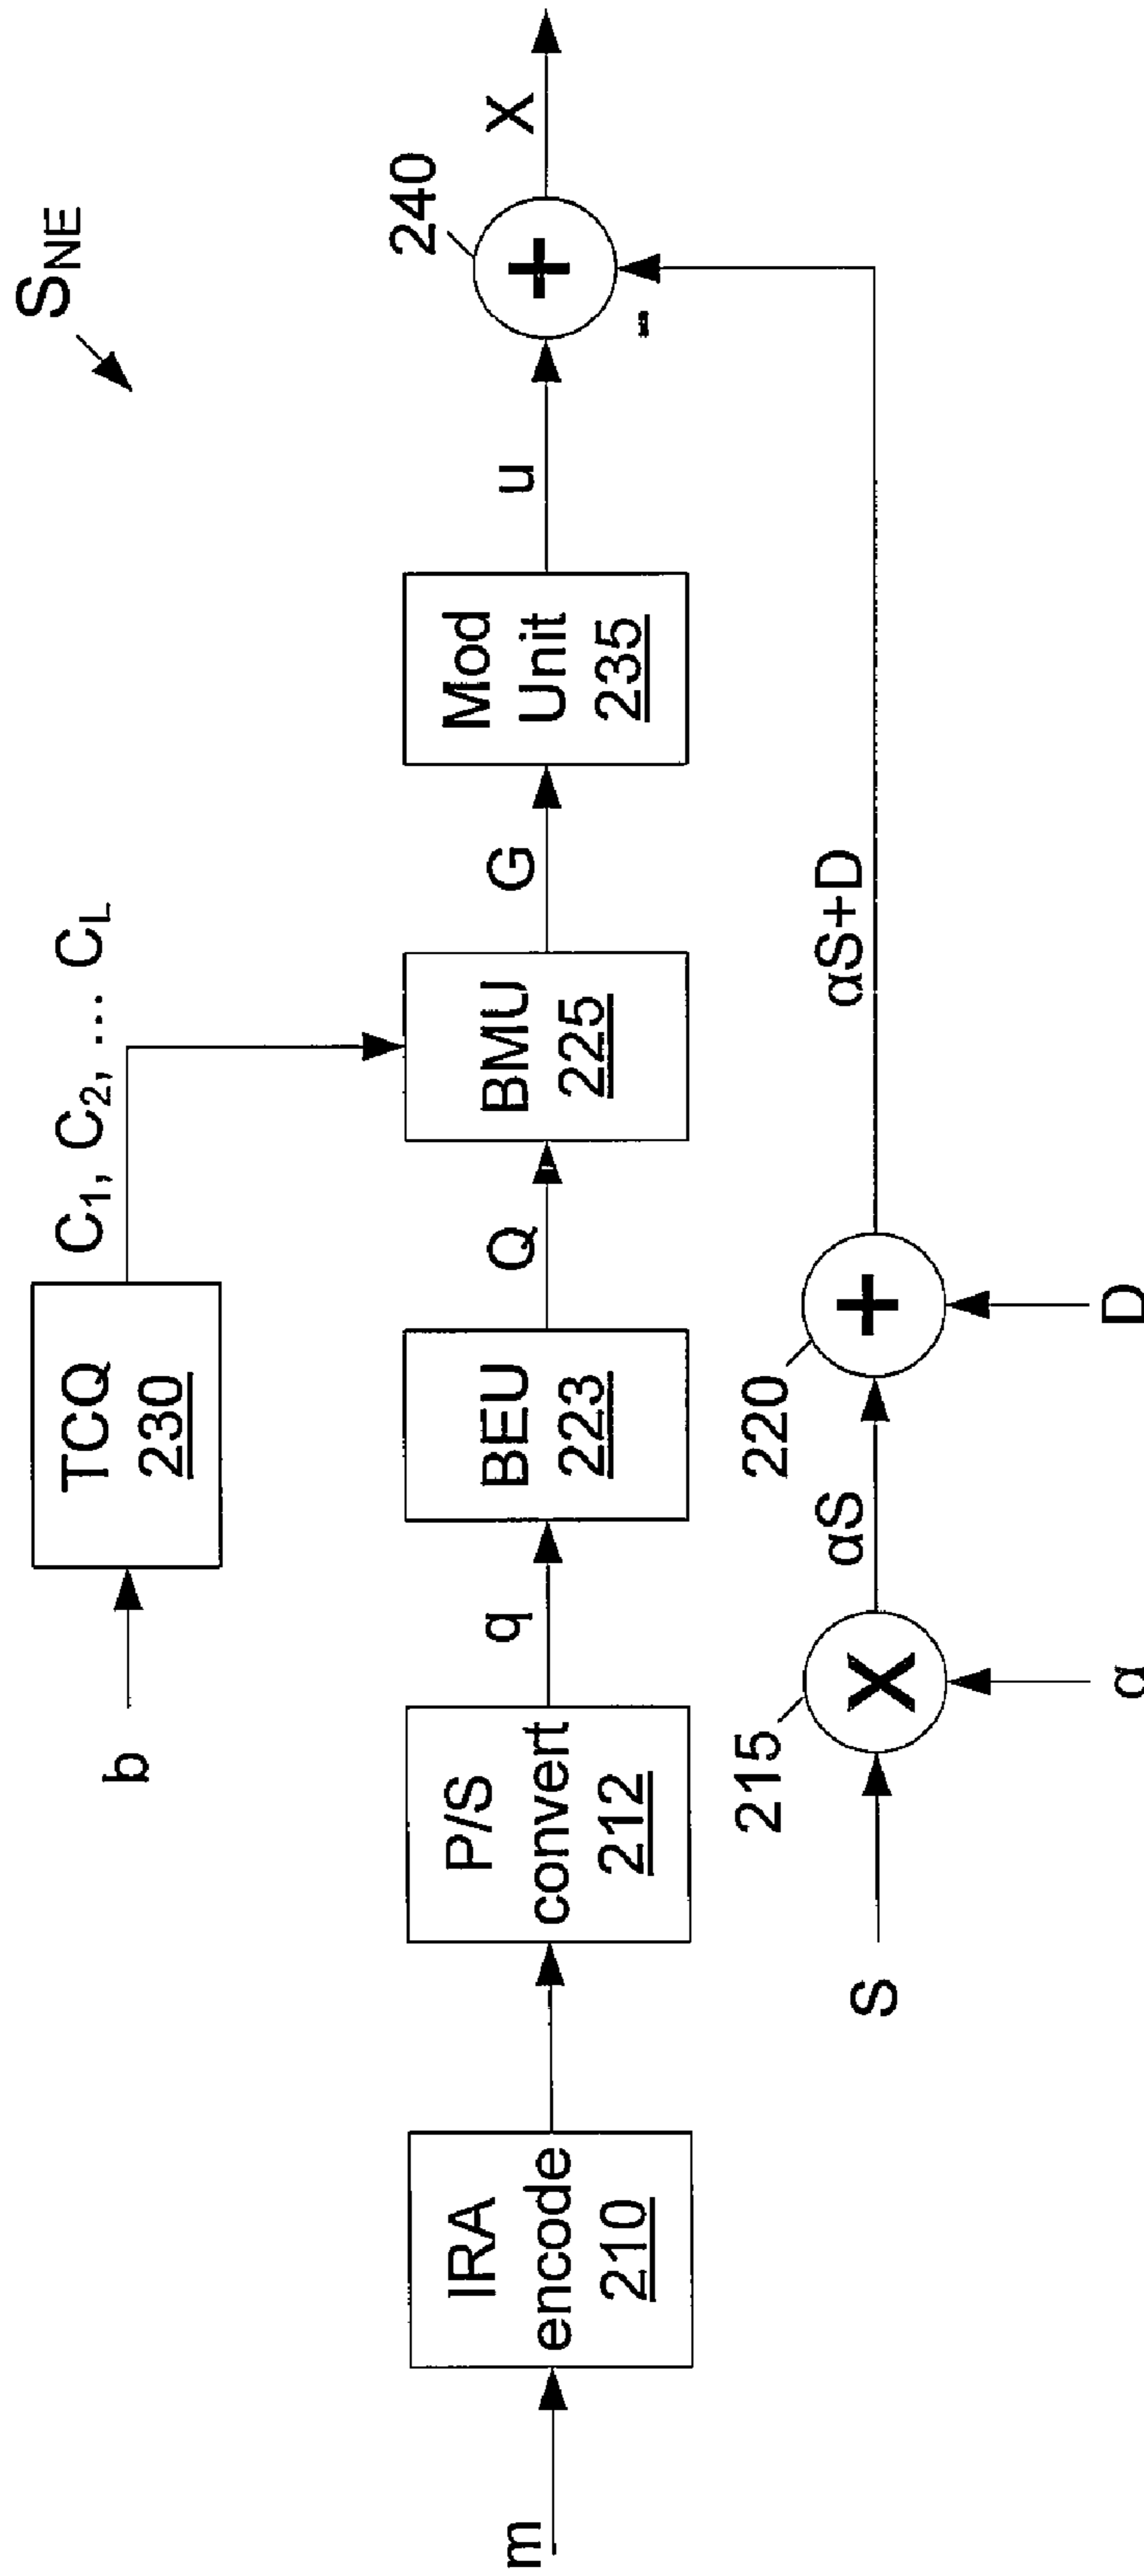 S_NE
b
TCQ
230
C₁, C₂, ... C_L
m
IRA
encode
210
P/S
convert
212
q
BEU
223
Q
BMU
225
G
Mod
Unit
235
u
240
X
-
S
215
X
α
αS
220
+
D
αS+D
+